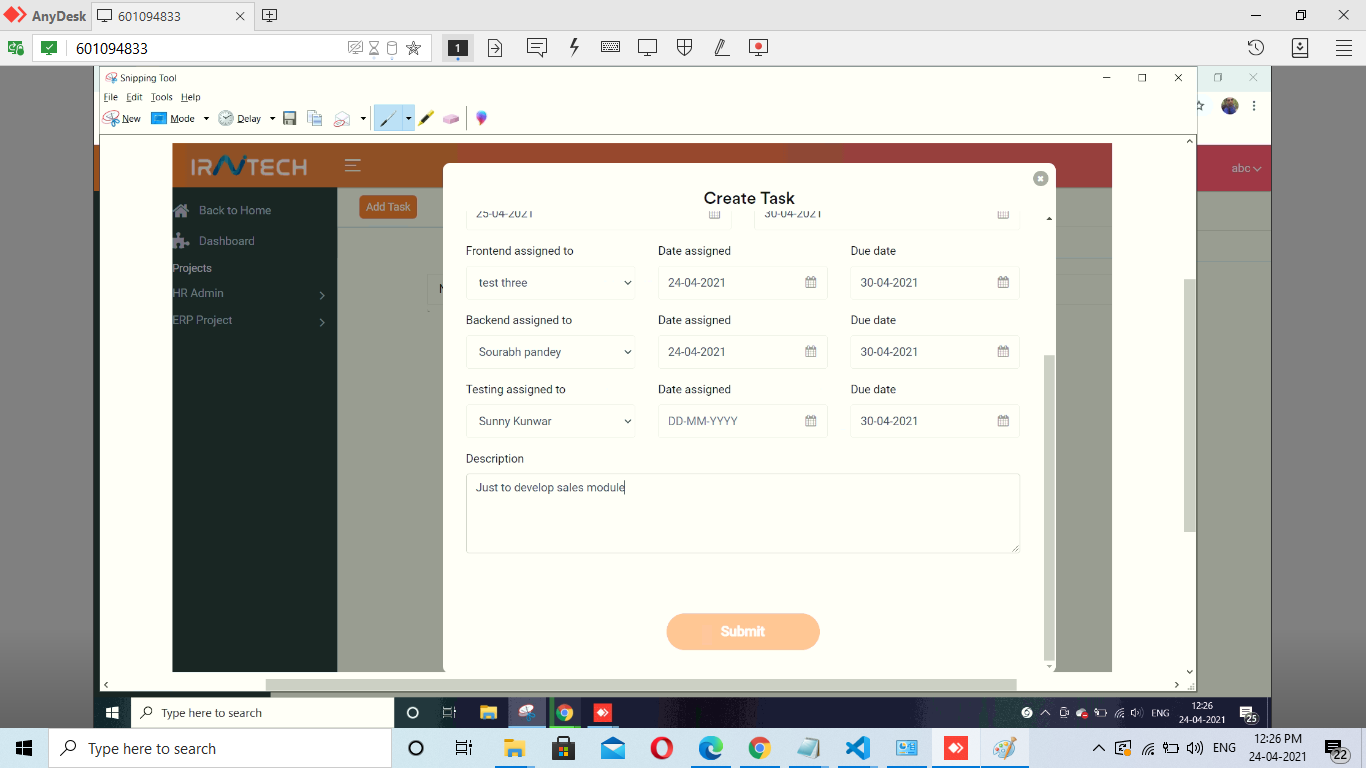 AnyDesk 601094833
601094833 1
Snipping Tool
File Edit Tools Help
New Mode Delay
IRANTECH
abc
Back to Home
Add Task
Dashboard
Projects
HR Admin
ERP Project
Create Task
25-04-2021 30-04-2021
Frontend assigned to Date assigned Due date
test three 24-04-2021 30-04-2021
Backend assigned to Date assigned Due date
Sourabh pandey 24-04-2021 30-04-2021
Testing assigned to Date assigned Due date
Sunny Kunwar DD-MM-YYYY 30-04-2021
Description
Just to develop sales module
Submit
Type here to search ENG 12:26
24-04-2021 25
Type here to search ENG 12:26 PM
24-04-2021 22